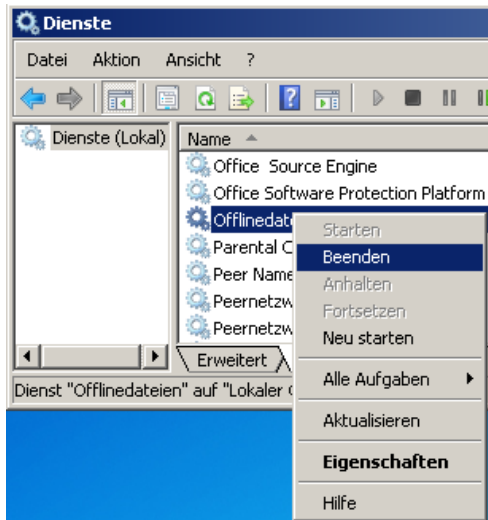 Dienste
Datei Aktion Ansicht ?
Dienste (Lokal)
Name
Office Source Engine
Office Software Protection Platform
Offlinedate
Parental C
Peer Name
Peernetzw
Peernetzw
Starten
Beenden
Anhalten
Fortsetzen
Neu starten
Alle Aufgaben
Aktualisieren
Eigenschaften
Hilfe
Erweitert
Dienst "Offlinedateien" auf "Lokaler